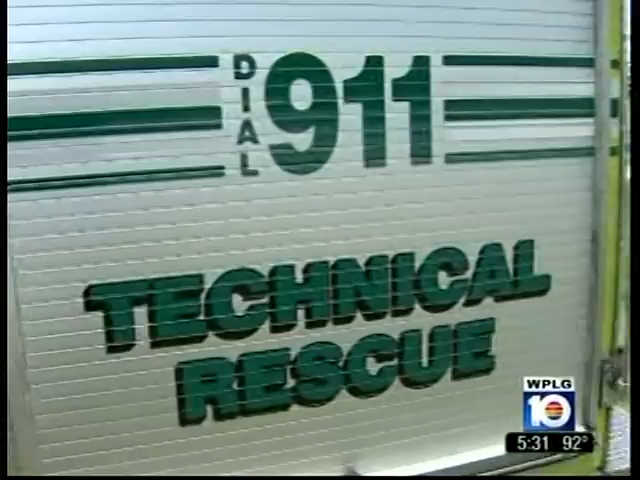 DIAL 911
TECHNICAL
RESCUE
WPLG
10
5:31 92°